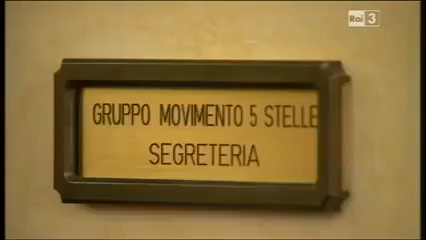 Rai 3
GRUPPO MOVIMENTO 5 STELLE
SEGRETERIA